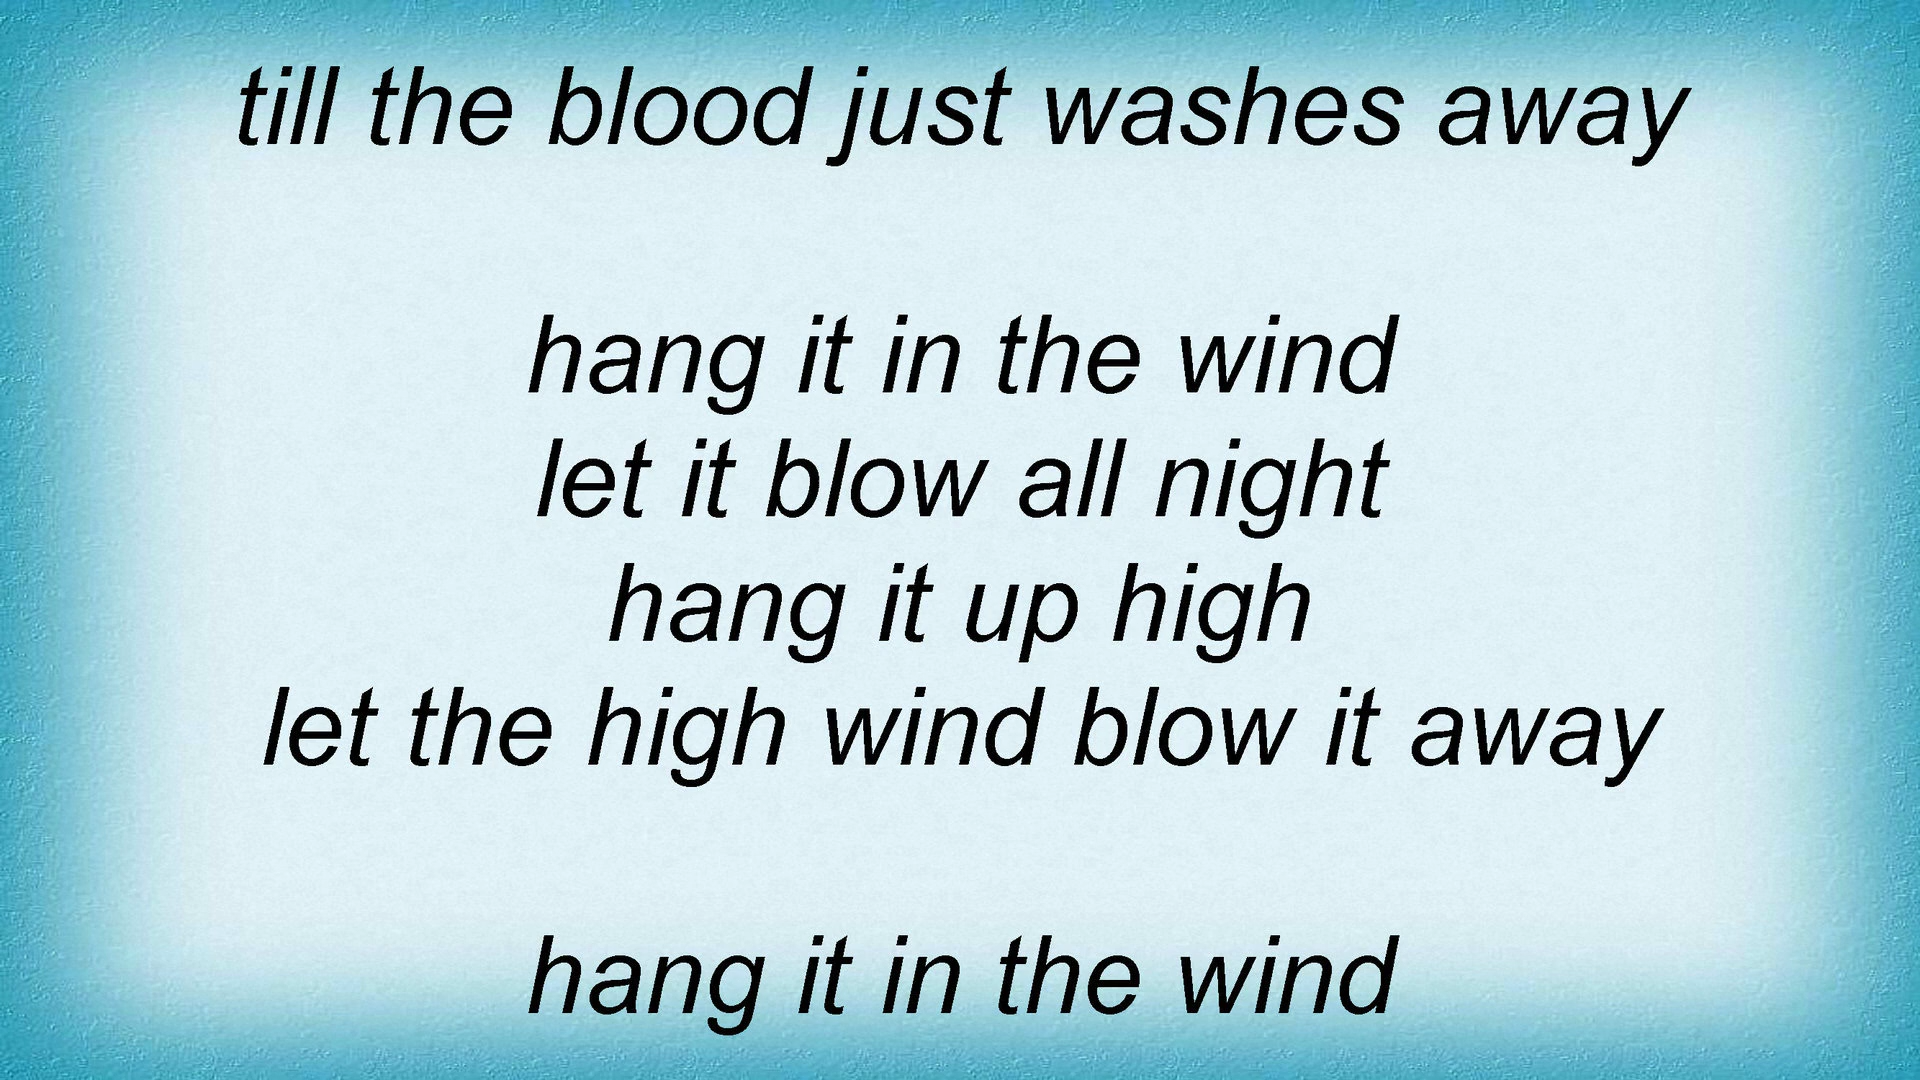 till the blood just washes away
hang it in the wind
let it blow all night
hang it up high
let the high wind blow it away
hang it in the wind